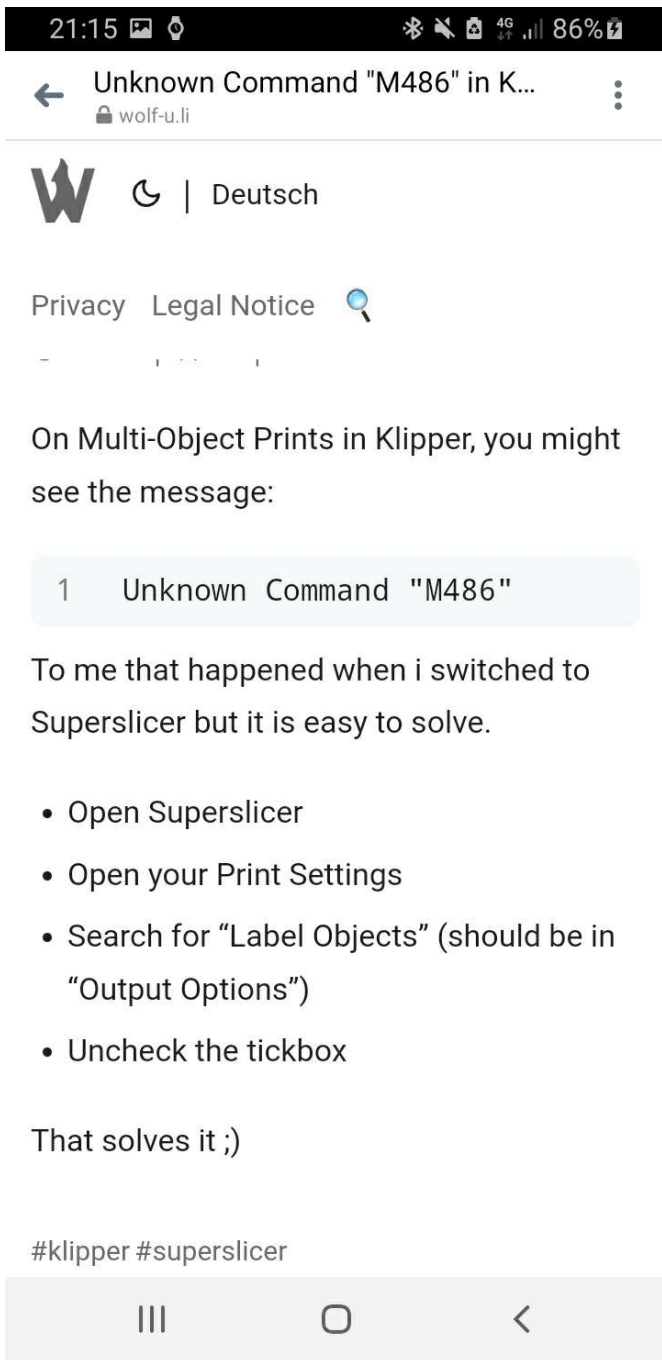 21:15
4G
86%
Unknown Command "M486" in K...
wolf-u.li
W | Deutsch
Privacy Legal Notice
On Multi-Object Prints in Klipper, you might
see the message:
1 Unknown Command "M486"
To me that happened when i switched to
Superslicer but it is easy to solve.
• Open Superslicer
• Open your Print Settings
• Search for “Label Objects” (should be in
“Output Options”)
• Uncheck the tickbox
That solves it ;)
#klipper #superslicer